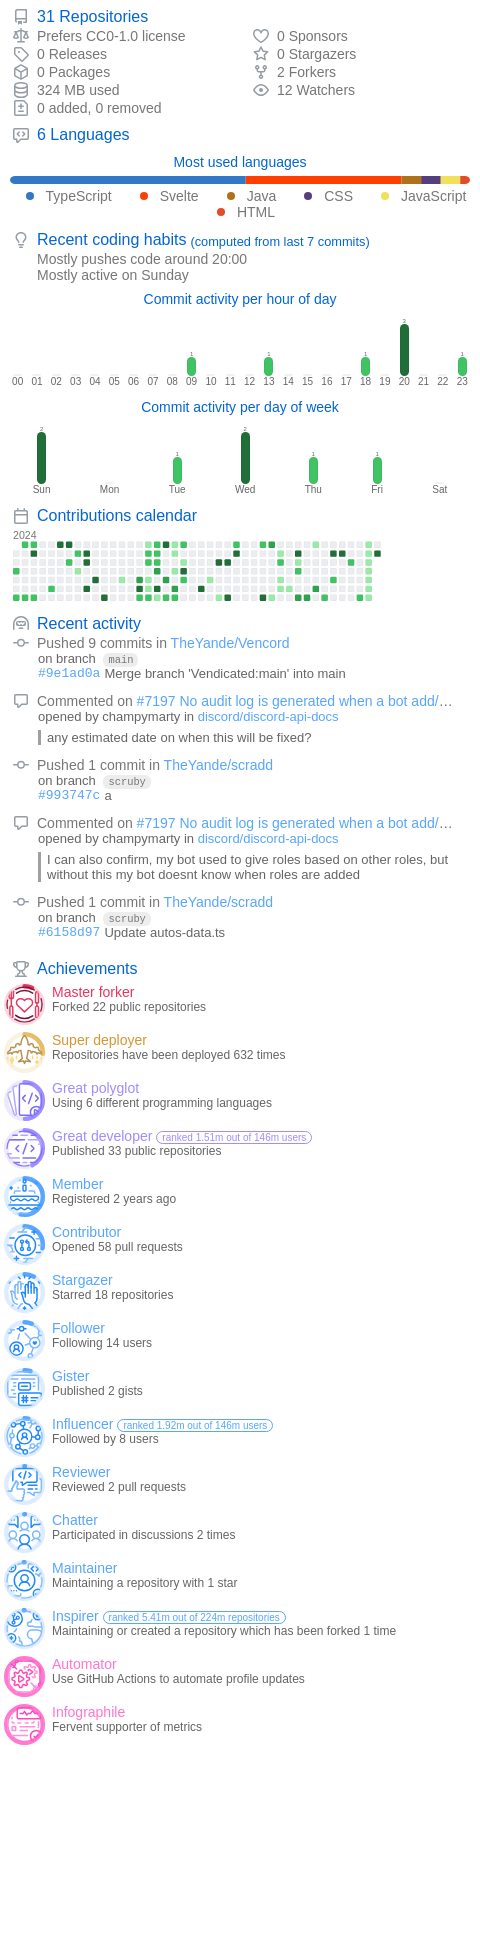 31 Repositories
Prefers CC0-1.0 license
0 Sponsors
0 Releases
0 Stargazers
0 Packages
2 Forkers
324 MB used
12 Watchers
0 added, 0 removed
6 Languages
Most used languages
TypeScript Svelte Java CSS JavaScript
HTML
Recent coding habits (computed from last 7 commits)
Mostly pushes code around 20:00
Mostly active on Sunday
Commit activity per hour of day
1 1 1 3 1
00 01 02 03 04 05 06 07 08 09 10 11 12 13 14 15 16 17 18 19 20 21 22 23
Commit activity per day of week
2 1 2 1 1
Sun Mon Tue Wed Thu Fri Sat
Contributions calendar
2024
Recent activity
Pushed 9 commits in TheYande/Vencord
on branch main
#9e1ad0a Merge branch 'Vendicated:main' into main
Commented on #7197 No audit log is generated when a bot add/…
opened by champymarty in discord/discord-api-docs
any estimated date on when this will be fixed?
Pushed 1 commit in TheYande/scradd
on branch scruby
#993747c a
Commented on #7197 No audit log is generated when a bot add/…
opened by champymarty in discord/discord-api-docs
I can also confirm, my bot used to give roles based on other roles, but
without this my bot doesnt know when roles are added
Pushed 1 commit in TheYande/scradd
on branch scruby
#6158d97 Update autos-data.ts
Achievements
Master forker
Forked 22 public repositories
Super deployer
Repositories have been deployed 632 times
Great polyglot
Using 6 different programming languages
Great developer ranked 1.51m out of 146m users
Published 33 public repositories
Member
Registered 2 years ago
Contributor
Opened 58 pull requests
Stargazer
Starred 18 repositories
Follower
Following 14 users
Gister
Published 2 gists
Influencer ranked 1.92m out of 146m users
Followed by 8 users
Reviewer
Reviewed 2 pull requests
Chatter
Participated in discussions 2 times
Maintainer
Maintaining a repository with 1 star
Inspirer ranked 5.41m out of 224m repositories
Maintaining or created a repository which has been forked 1 time
Automator
Use GitHub Actions to automate profile updates
Infographile
Fervent supporter of metrics